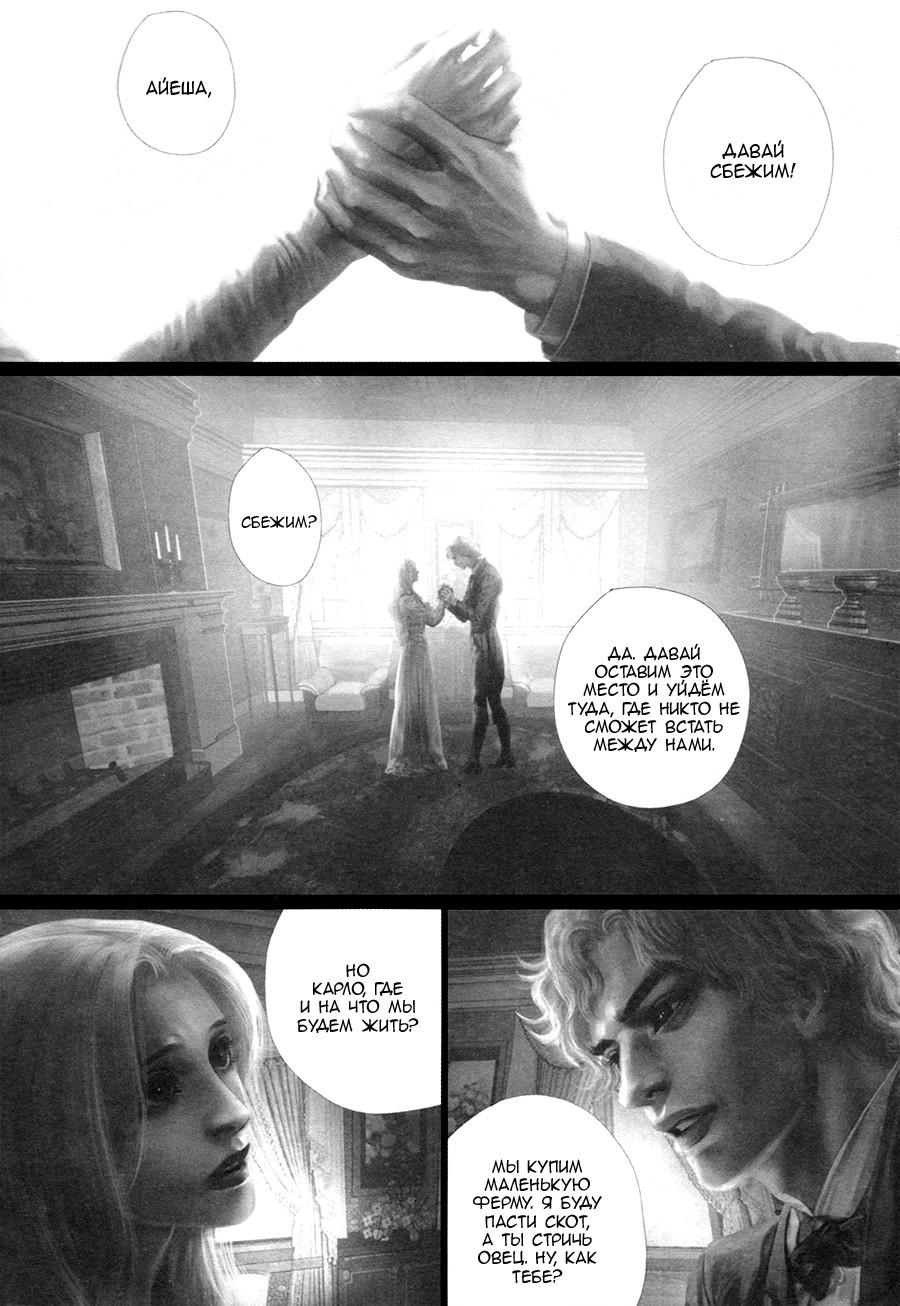 АЙЕША,
ДАВАЙ
СБЕЖИМ!
СБЕЖИМ?
ДА. ДАВАЙ
ОСТАВИМ ЭТО
МЕСТО И УЙДЁМ
ТУДА, ГДЕ НИКТО НЕ
СМОЖЕТ ВСТАТЬ
МЕЖДУ НАМИ.
НО
КАРЛО, ГДЕ
И НА ЧТО МЫ
БУДЕМ ЖИТЬ?
МЫ КУПИМ
МАЛЕНЬКУЮ
ФЕРМУ. Я БУДУ
ПАСТИ СКОТ,
А ТЫ СТРИЧЬ
ОВЕЦ. НУ, КАК
ТЕБЕ?